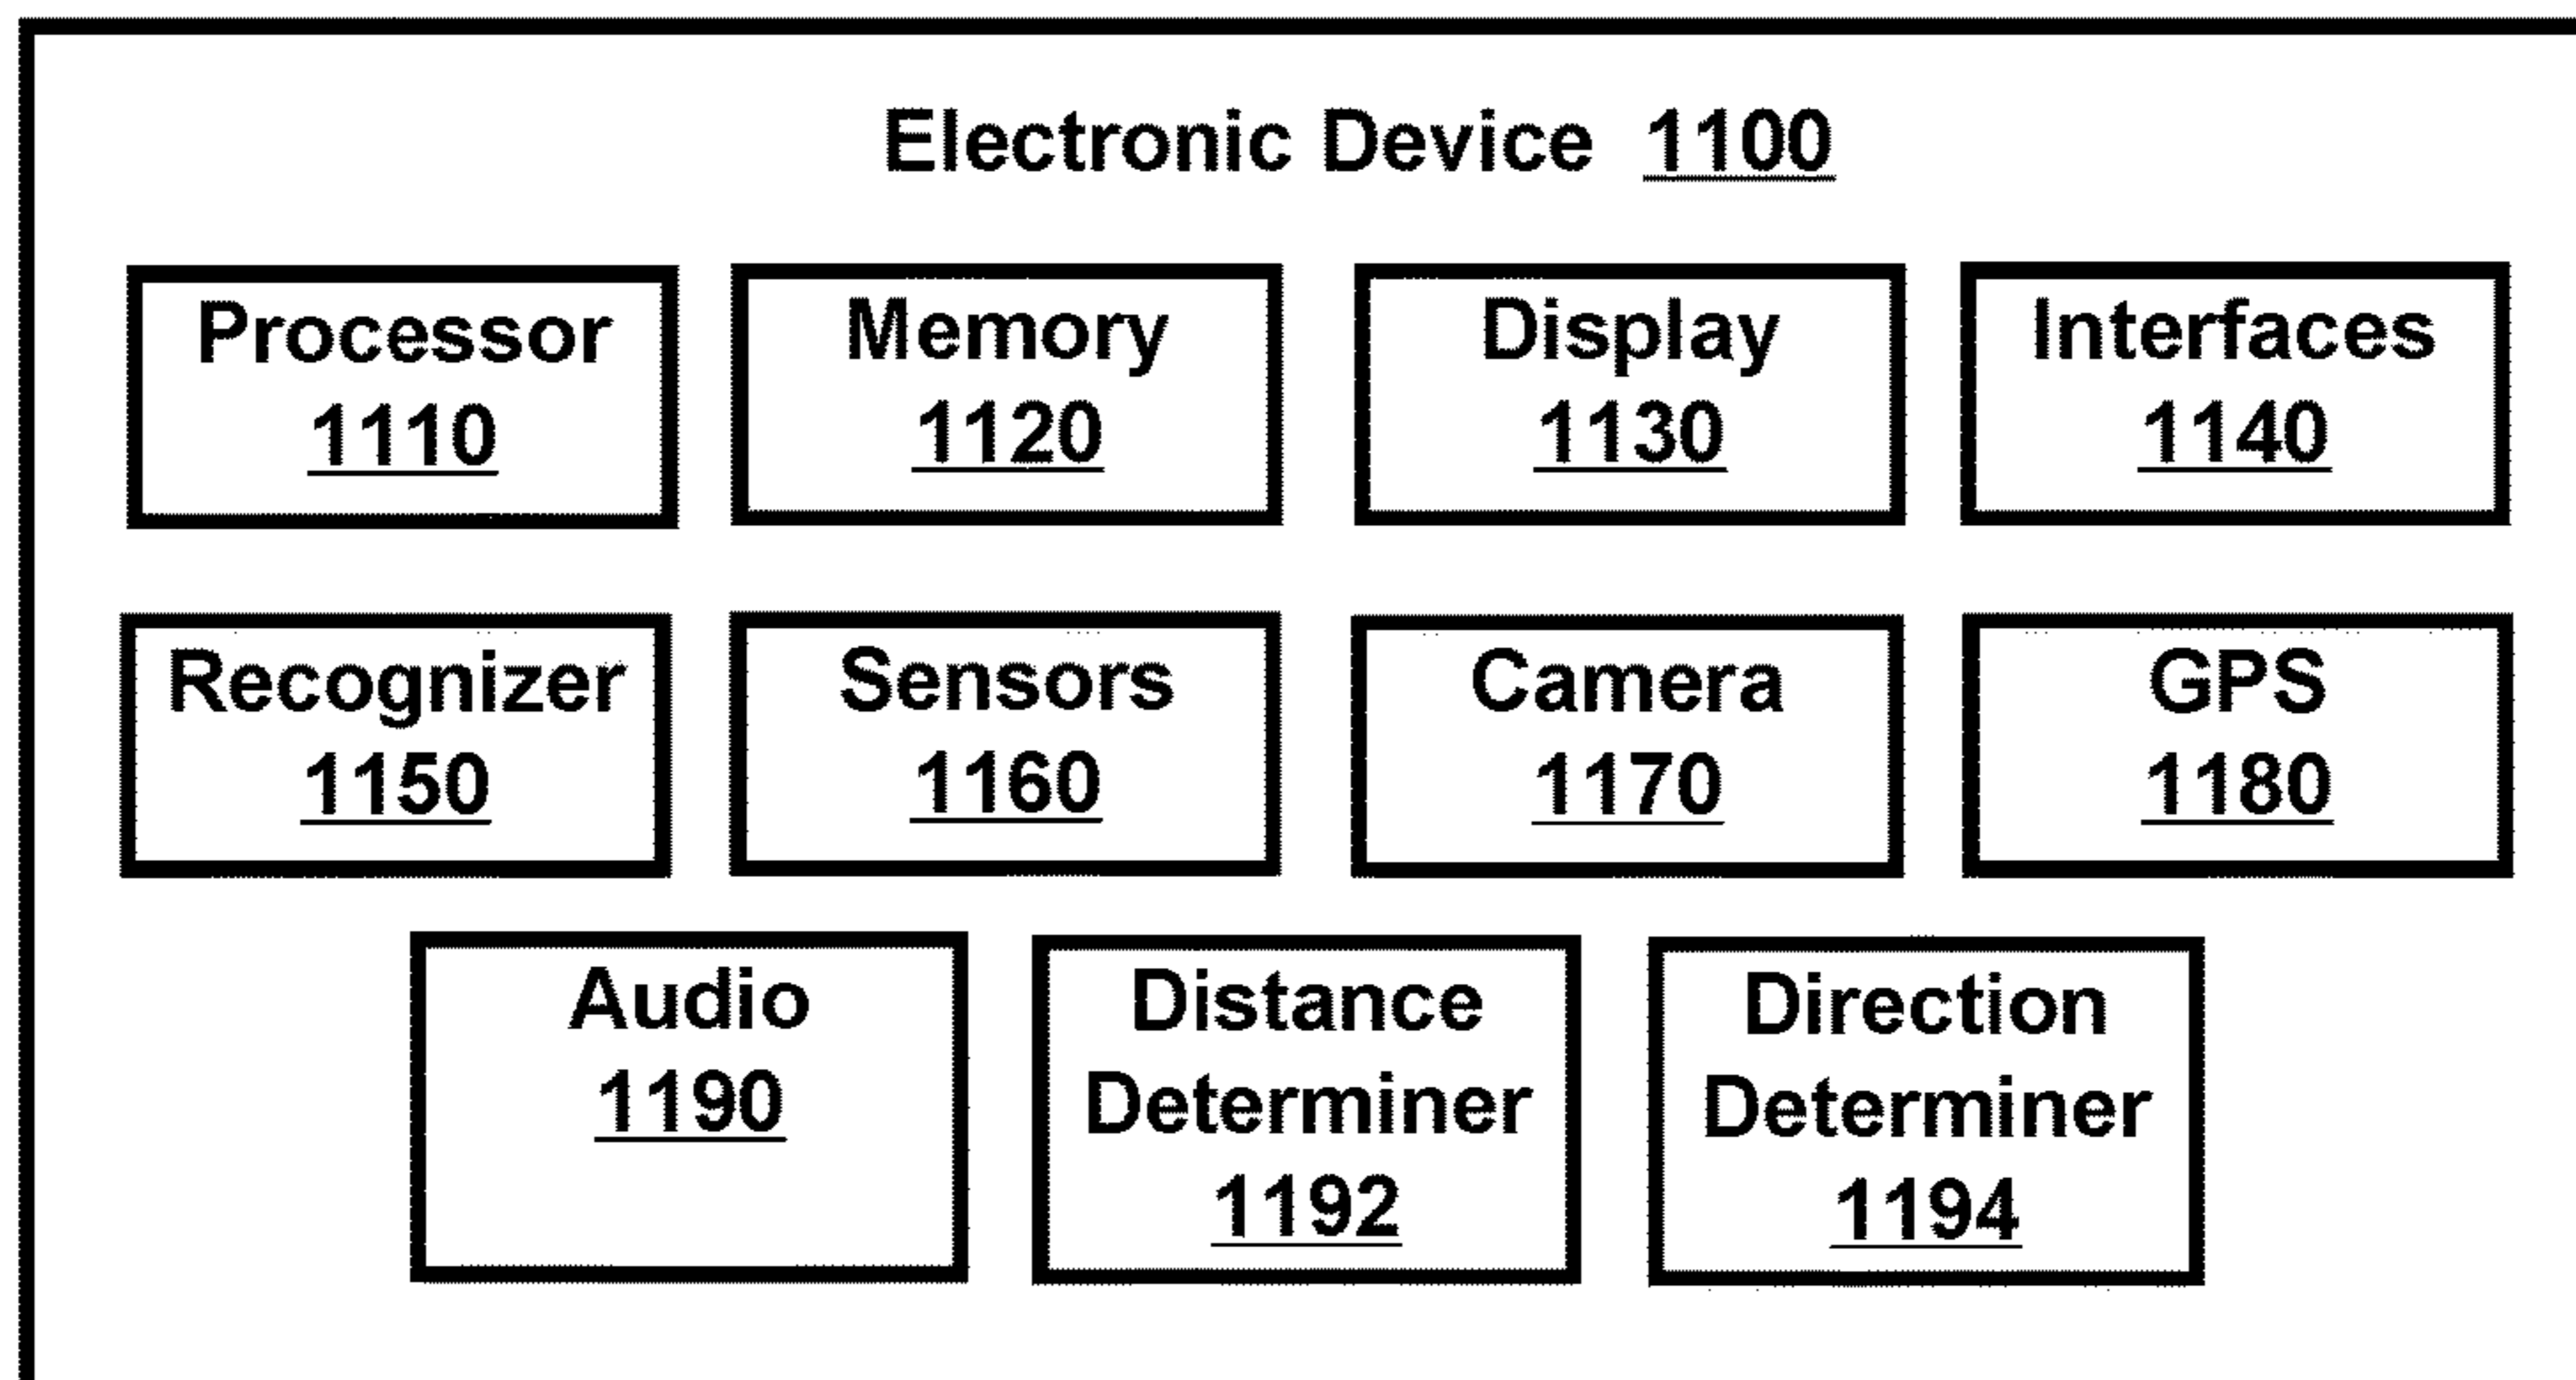 Electronic Device 1100
Processor
1110
Memory
1120
Display
1130
Interfaces
1140
Recognizer
1150
Sensors
1160
Camera
1170
GPS
1180
Audio
1190
Distance
Determiner
1192
Direction
Determiner
1194